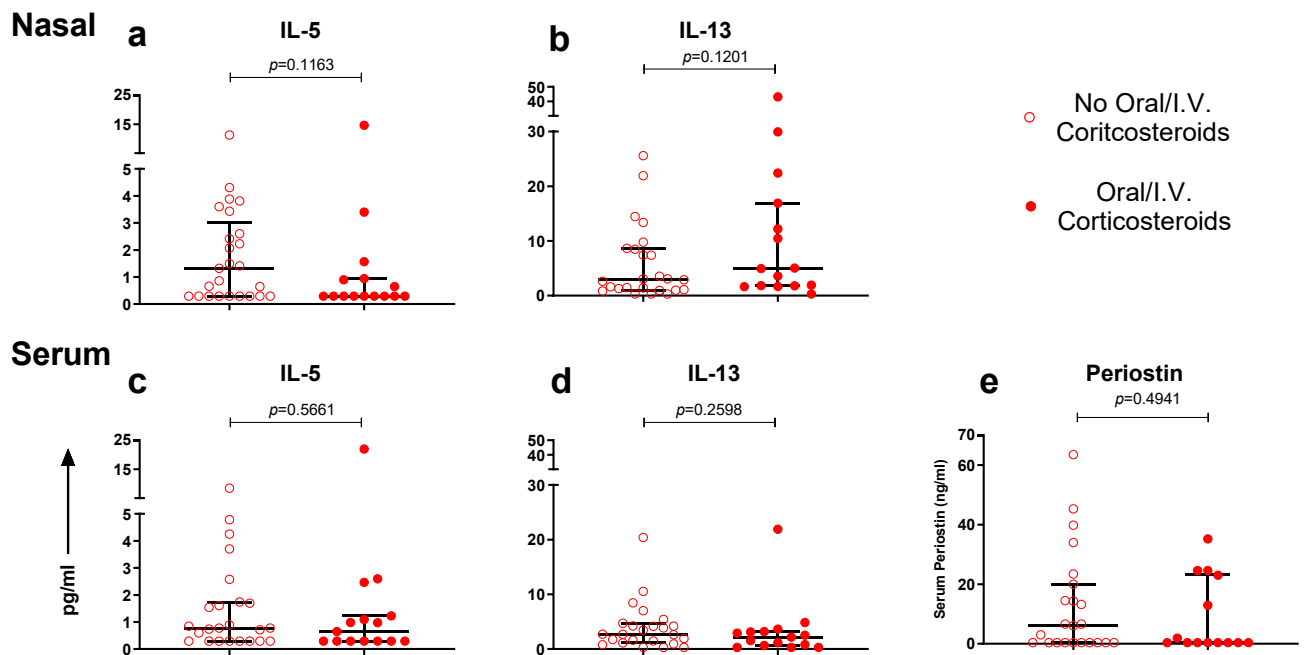 Nasal
a
IL-5
p=0.1163
25
15
5
4
3
2
1
0
b
IL-13
p=0.1201
50
40
30
20
10
0
No Oral/I.V.
Coritcosteroids
Oral/I.V.
Corticosteroids
Serum
pg/ml
c
IL-5
p=0.5661
25
15
5
4
3
2
1
0
d
IL-13
p=0.2598
50
40
30
20
10
0
e
Periostin
p=0.4941
Serum Periostin (ng/ml)
70
60
40
20
0